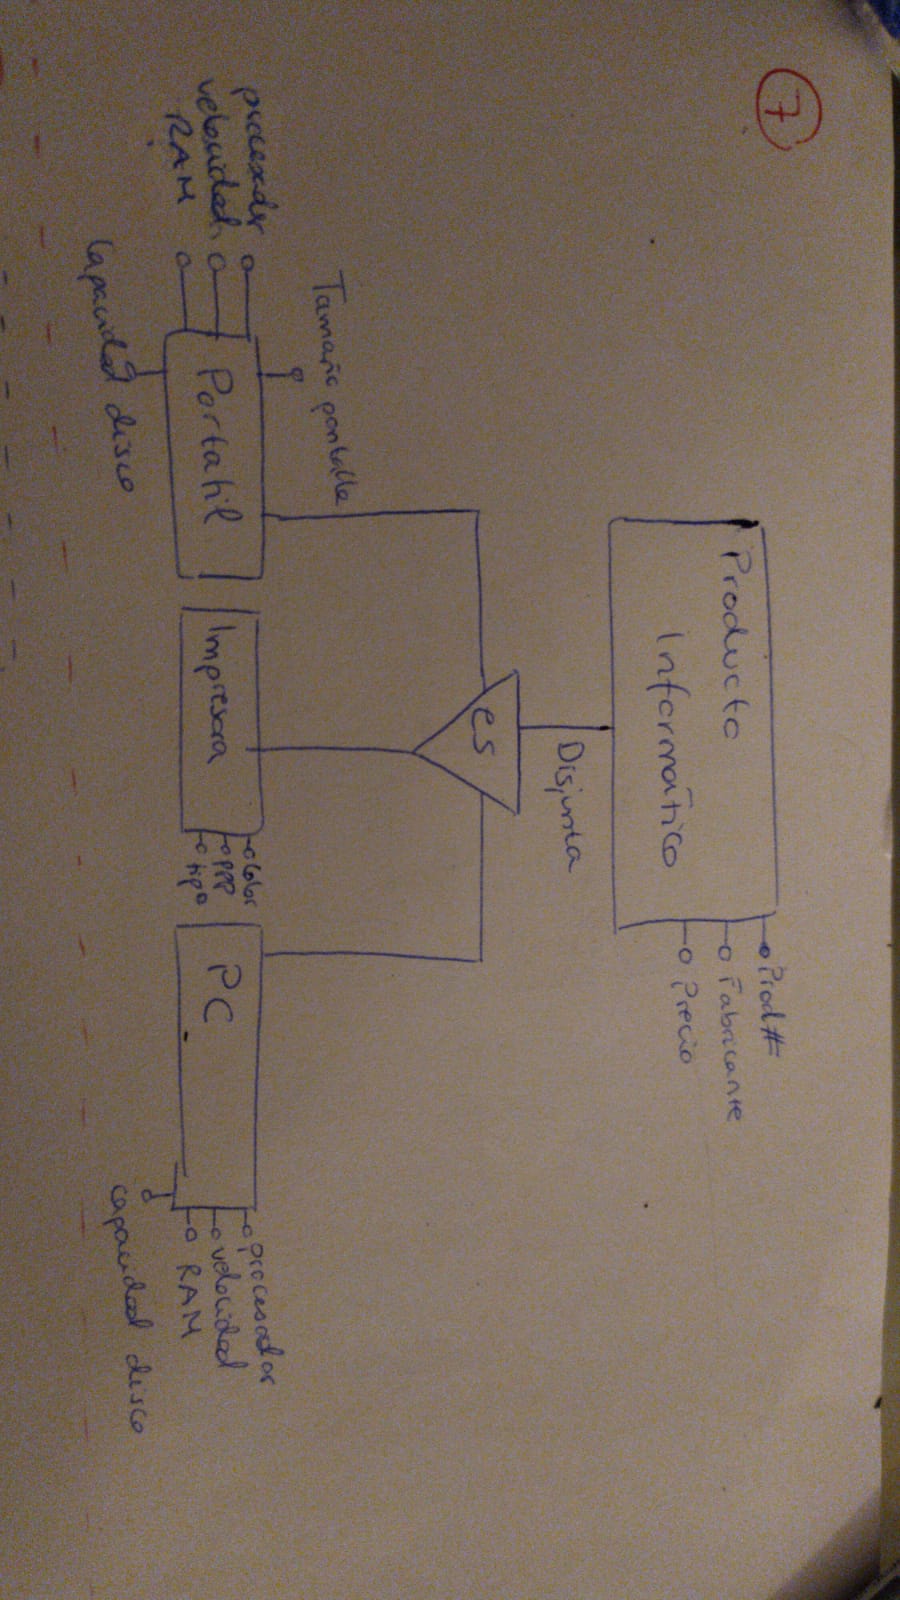 7
Producto
Informático
Prod#
Fabricante
Precio
Disjunta
es
Tamaño pantalla
procesador
velocidad
RAM
Portatil
Capacidad disco
Impresora
Color
PPP
tipo
PC
procesador
velocidad
RAM
capacidad disco